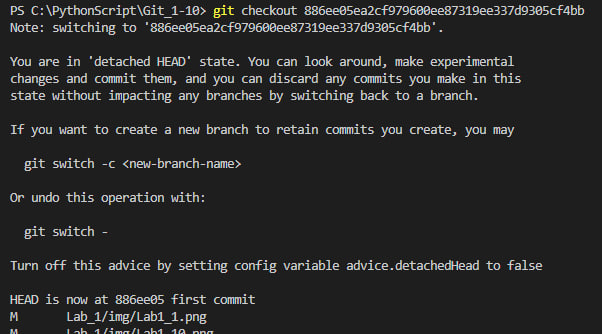 PS C:\PythonScript\Git_1-10> git checkout 886ee05ea2cf979600ee87319ee337d9305cf4bb
Note: switching to '886ee05ea2cf979600ee87319ee337d9305cf4bb'.
You are in 'detached HEAD' state. You can look around, make experimental
changes and commit them, and you can discard any commits you make in this
state without impacting any branches by switching back to a branch.
If you want to create a new branch to retain commits you create, you may
git switch -c <new-branch-name>
Or undo this operation with:
git switch -
Turn off this advice by setting config variable advice.detachedHead to false
HEAD is now at 886ee05 first commit
M       Lab_1/img/Lab1_1.png
M       Lab_1/img/Lab1_10.png